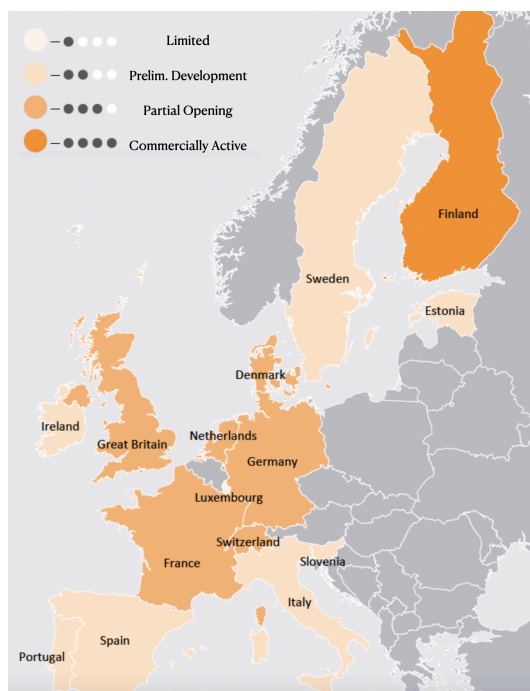 Limited
Prelim. Development
Partial Opening
Commercially Active
Finland
Sweden
Estonia
Denmark
Ireland
Netherlands
Great Britain
Germany
Luxembourg
Switzerland
France
Slovenia
Italy
Spain
Portugal